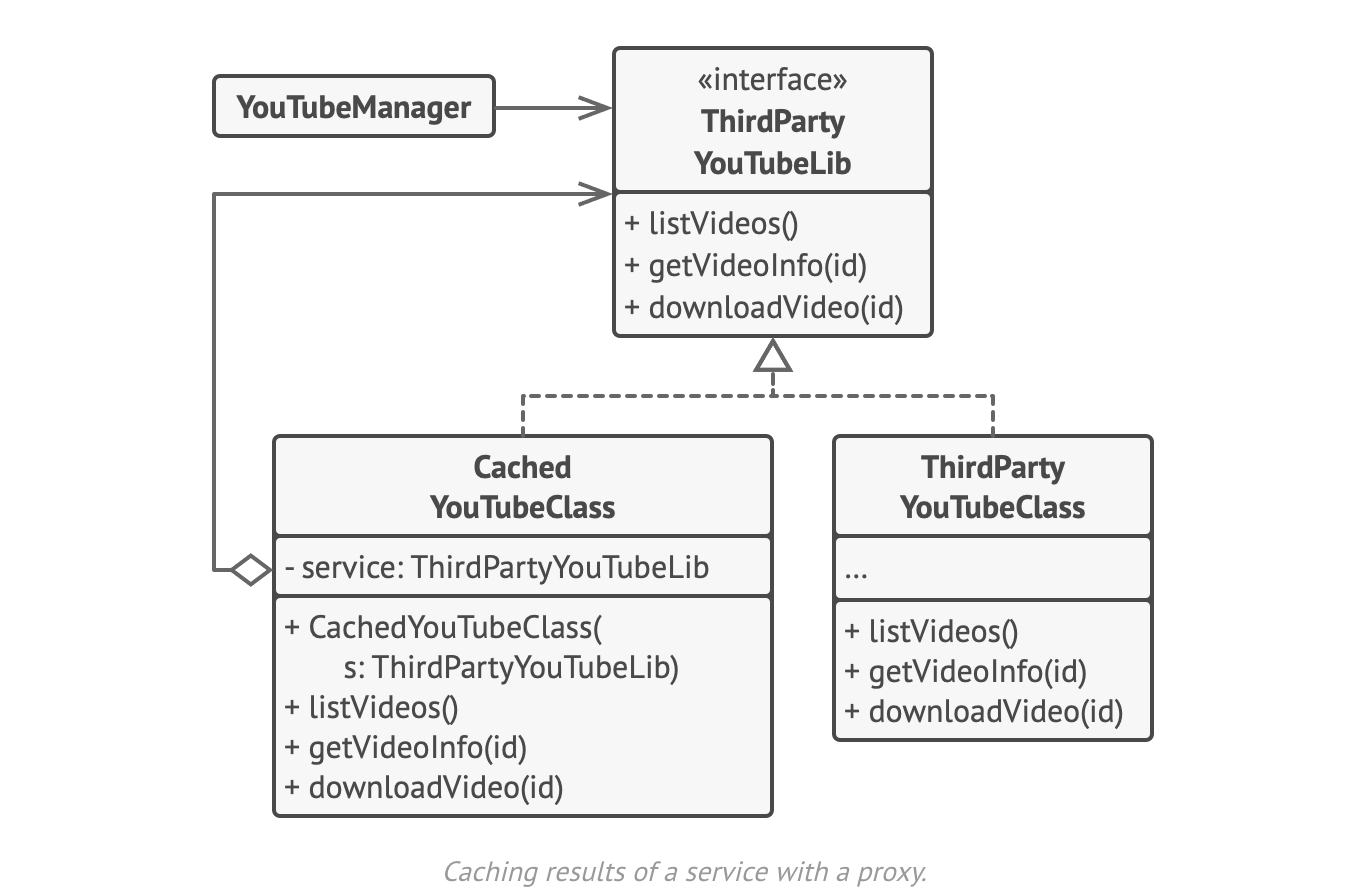 YouTubeManager
«interface»
ThirdParty
YouTubeLib
+ listVideos()
+ getVideoInfo(id)
+ downloadVideo(id)
Cached
YouTubeClass
- service: ThirdPartyYouTubeLib
+ CachedYouTubeClass(
s: ThirdPartyYouTubeLib)
+ listVideos()
+ getVideoInfo(id)
+ downloadVideo(id)
ThirdParty
YouTubeClass
...
+ listVideos()
+ getVideoInfo(id)
+ downloadVideo(id)
Caching results of a service with a proxy.